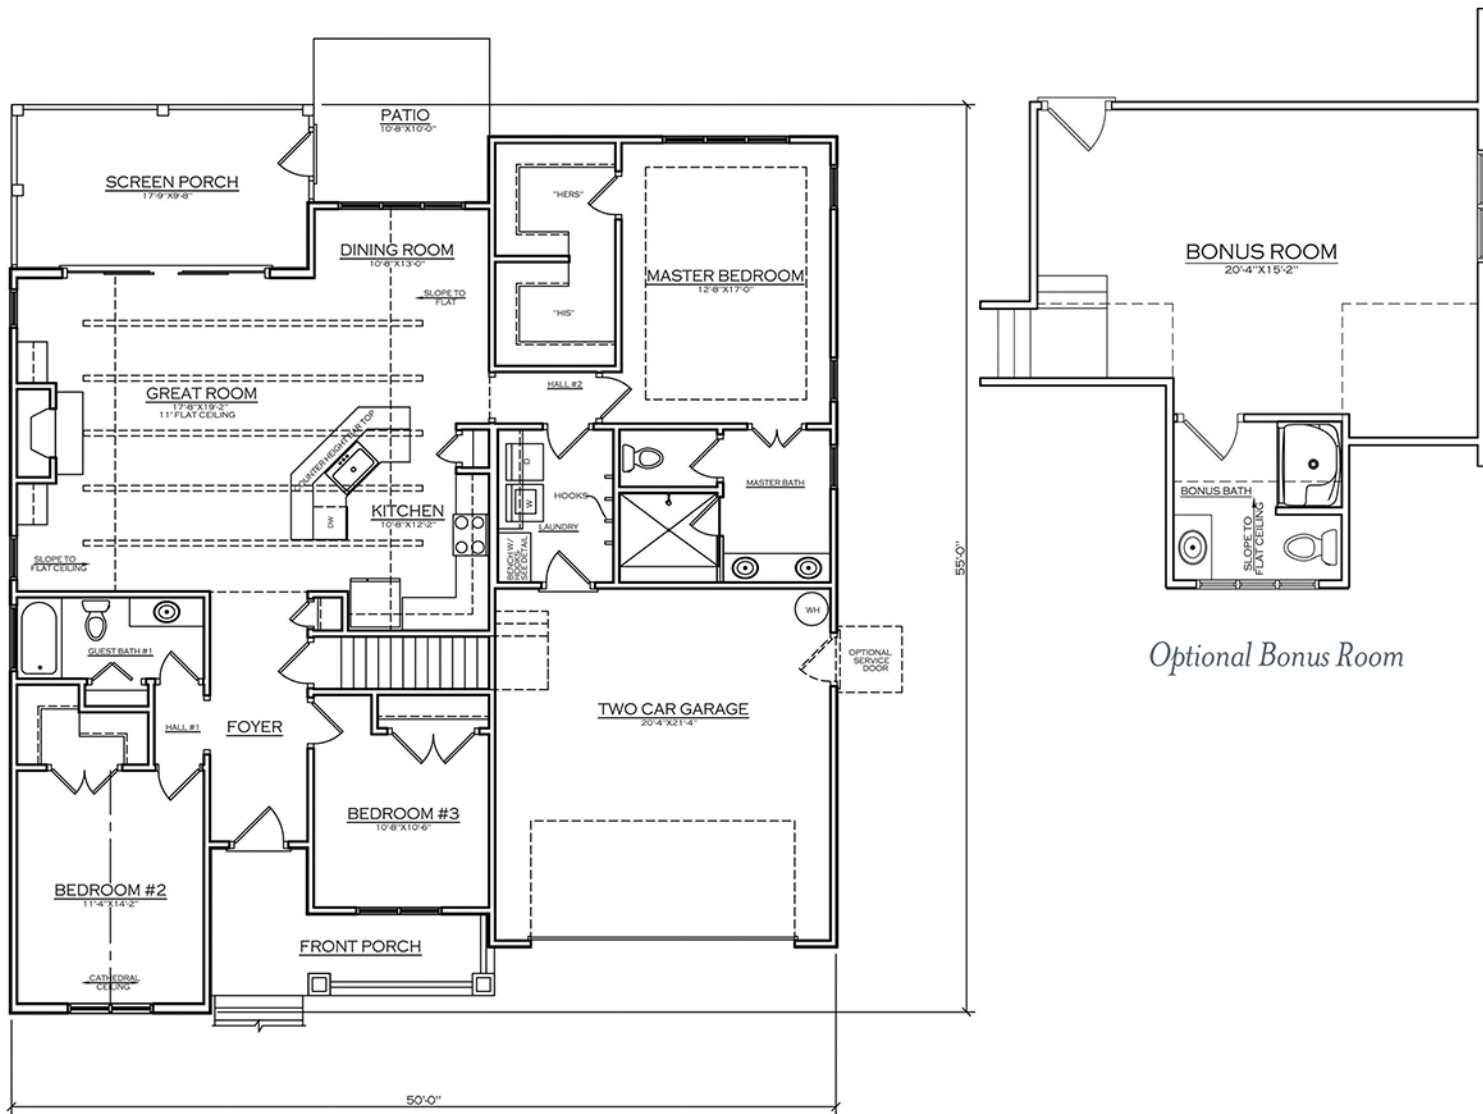 PATIO
10'-8"X10'-0"
SCREEN PORCH
17'-9"X9'-8"
"HERS"
DINING ROOM
10'-8"X13'-0"
MASTER BEDROOM
12'-8"X17'-0"
SLOPE TO
FLAT
"HIS"
HALL #2
GREAT ROOM
17'-8"X19'-2"
11' FLAT CEILING
COUNTER HEIGHT BAR TOP
D
W
HOOKS
MASTER BATH
KITCHEN
10'-8"X12'-2"
DW
LAUNDRY
BENCH W/
HOOKS,
SEE DETAIL
SLOPE TO
FLAT CEILING
WH
GUEST BATH #1
OPTIONAL
SERVICE
DOOR
HALL #1
FOYER
TWO CAR GARAGE
20'-4"X21'-4"
BEDROOM #3
10'-8"X10'-6"
BEDROOM #2
11'-4"X14'-2"
FRONT PORCH
CATHEDRAL
CEILING
50'-0"
55'-0"
BONUS ROOM
20'-4"X15'-2"
BONUS BATH
SLOPE TO
FLAT CEILING
Optional Bonus Room